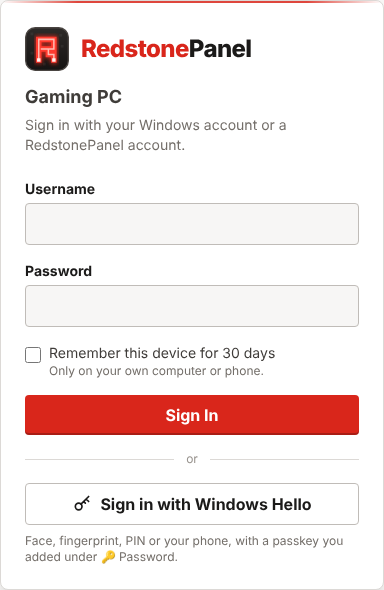 RedstonePanel
Gaming PC
Sign in with your Windows account or a
RedstonePanel account.
Username
Password
Remember this device for 30 days
Only on your own computer or phone.
Sign In
or
Sign in with Windows Hello
Face, fingerprint, PIN or your phone, with a passkey you
added under 🔑 Password.